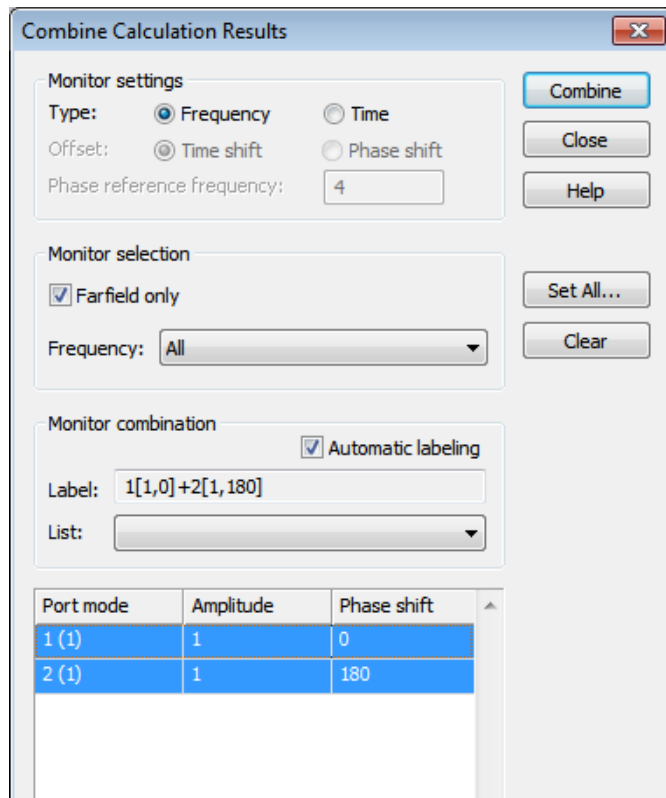 Combine Calculation Results
Monitor settings
Type: Frequency Time
Offset: Time shift Phase shift
Phase reference frequency: 4
Combine
Close
Help
Monitor selection
Farfield only
Frequency: All
Set All...
Clear
Monitor combination
Automatic labeling
Label: 1[1,0]+2[1,180]
List:
Port mode Amplitude Phase shift
1 (1) 1 0
2 (1) 1 180